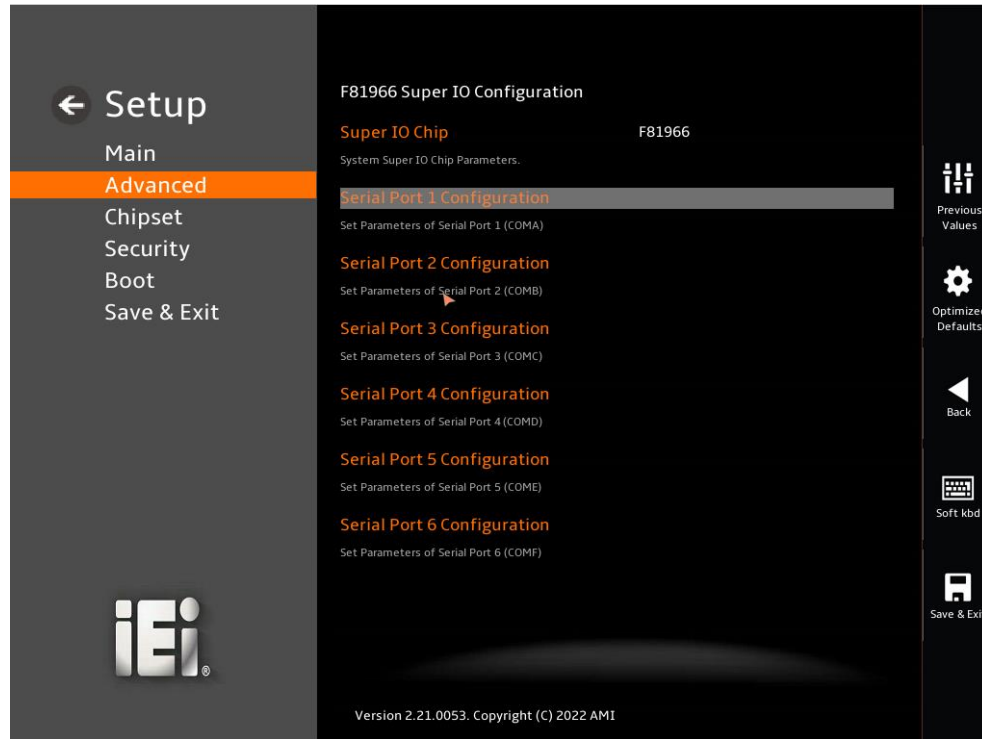 Setup
Main
Advanced
Chipset
Security
Boot
Save & Exit
F81966 Super IO Configuration
Super IO Chip F81966
System Super IO Chip Parameters.
Serial Port 1 Configuration
Set Parameters of Serial Port 1 (COMA)
Serial Port 2 Configuration
Set Parameters of Serial Port 2 (COMB)
Serial Port 3 Configuration
Set Parameters of Serial Port 3 (COMC)
Serial Port 4 Configuration
Set Parameters of Serial Port 4 (COMD)
Serial Port 5 Configuration
Set Parameters of Serial Port 5 (COME)
Serial Port 6 Configuration
Set Parameters of Serial Port 6 (COMF)
Previous
Values
Optimized
Defaults
Back
Soft kbd
Save & Exit
iEi®
Version 2.21.0053. Copyright (C) 2022 AMI